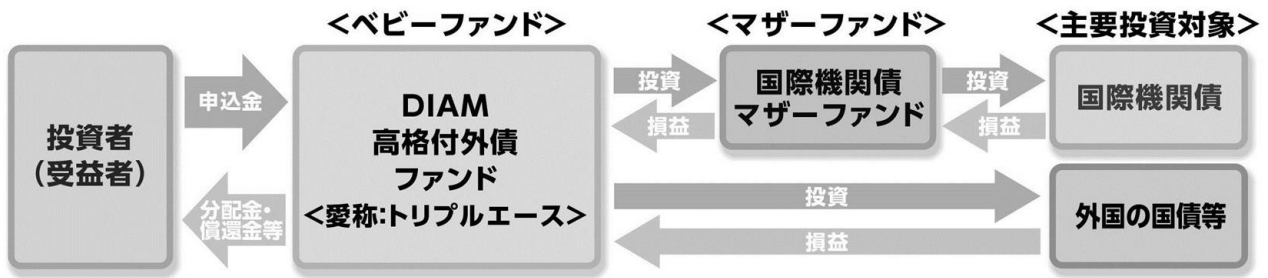 <ベビーファンド>
<マザーファンド>
<主要投資対象>
投資者
(受益者)
申込金
分配金・
償還金等
DIAM
高格付外債
ファンド
<愛称:トリプルエース>
投資
損益
国際機関債
マザーファンド
投資
損益
国際機関債
投資
損益
外国の国債等